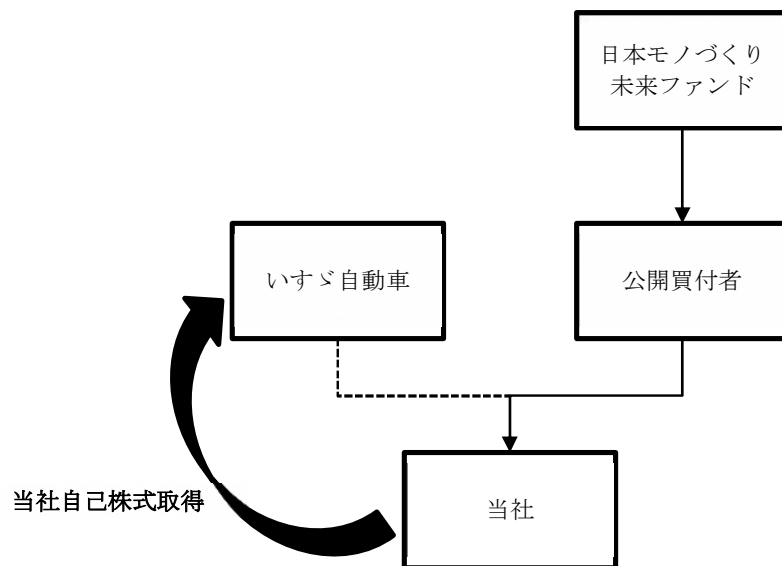 日本モノづくり
未来ファンド
いすゞ自動車
公開買付者
当社自己株式取得
当社